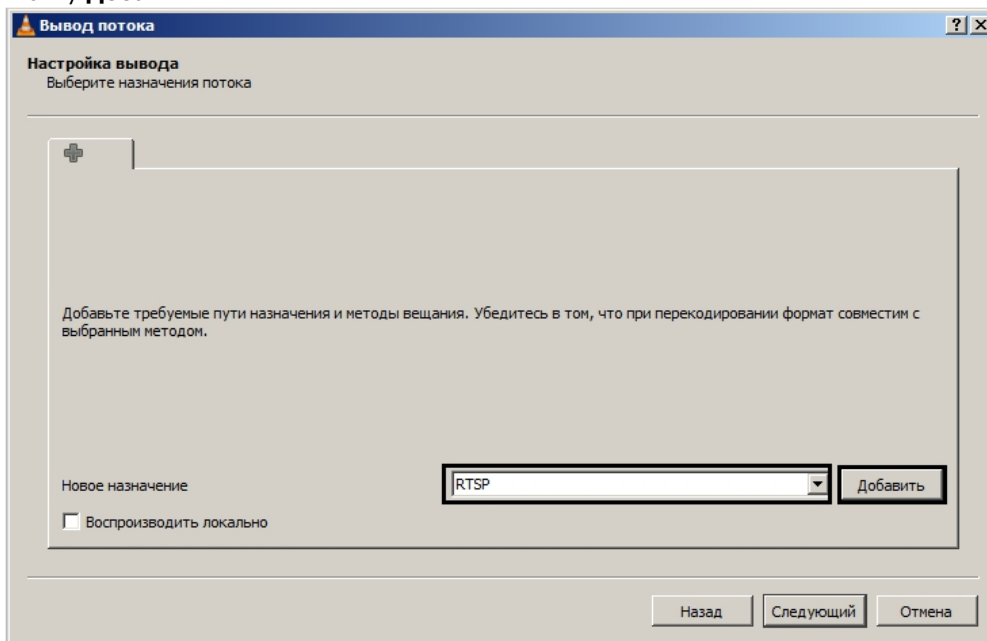 Вывод потока
Настройка вывода
Выберите назначения потока
Добавьте требуемые пути назначения и методы вещания. Убедитесь в том, что при перекодировании формат совместим с
выбранным методом.
Новое назначение
RTSP
Добавить
Воспроизводить локально
Назад
Следующий
Отмена